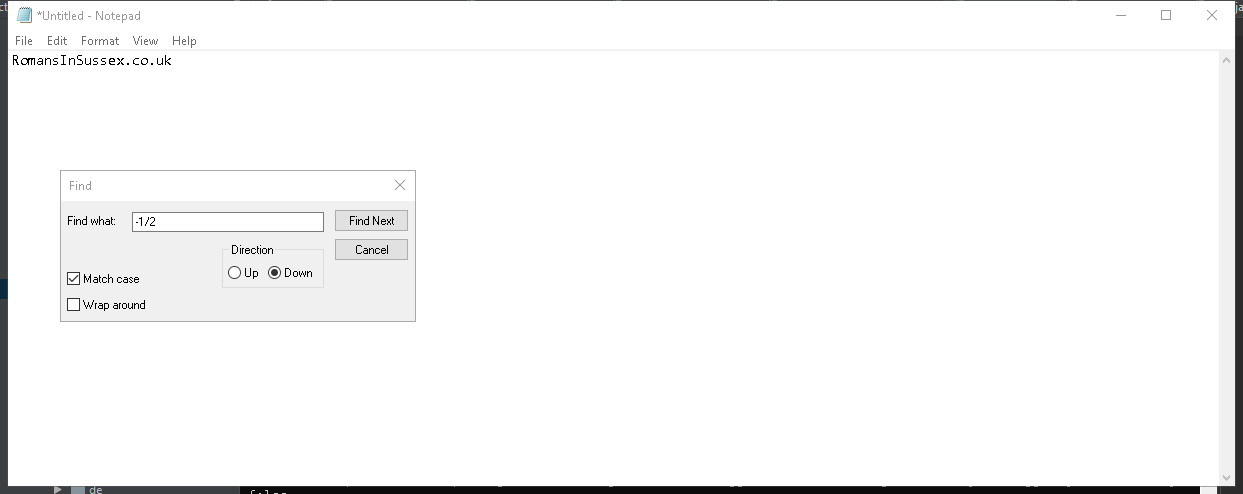 *Untitled - Notepad
File Edit Format View Help
RomansInSussex.co.uk
Find
Find what: -1/2 Find Next
Direction Cancel
Up Down
Match case
Wrap around
de